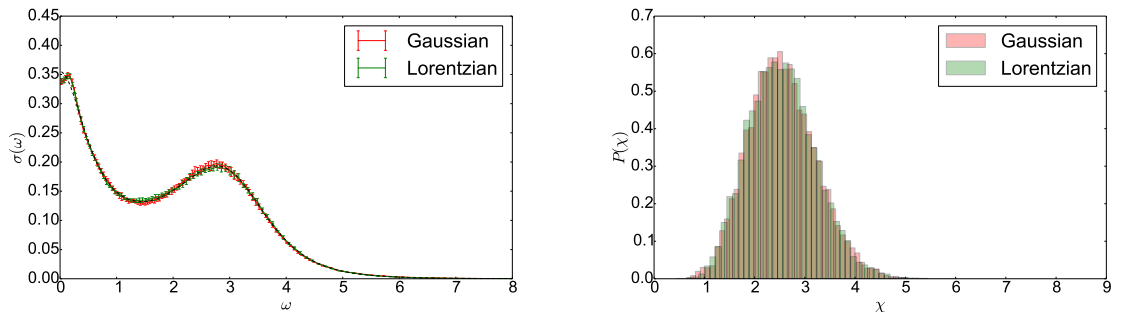 0.45
0.40
0.35
0.30
0.25
0.20
0.15
0.10
0.05
0.00
σ(ω)
0 1 2 3 4 5 6 7 8
ω
Gaussian
Lorentzian
0.7
0.6
0.5
0.4
0.3
0.2
0.1
0.0
P(χ)
0 1 2 3 4 5 6 7 8 9
χ
Gaussian
Lorentzian